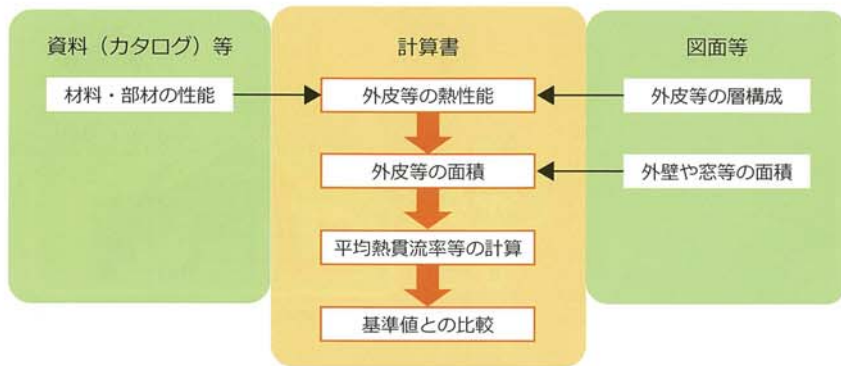 資料（カタログ）等
計算書
図面等
材料・部材の性能
外皮等の熱性能
外皮等の層構成
外皮等の面積
外壁や窓等の面積
平均熱貫流率等の計算
基準値との比較